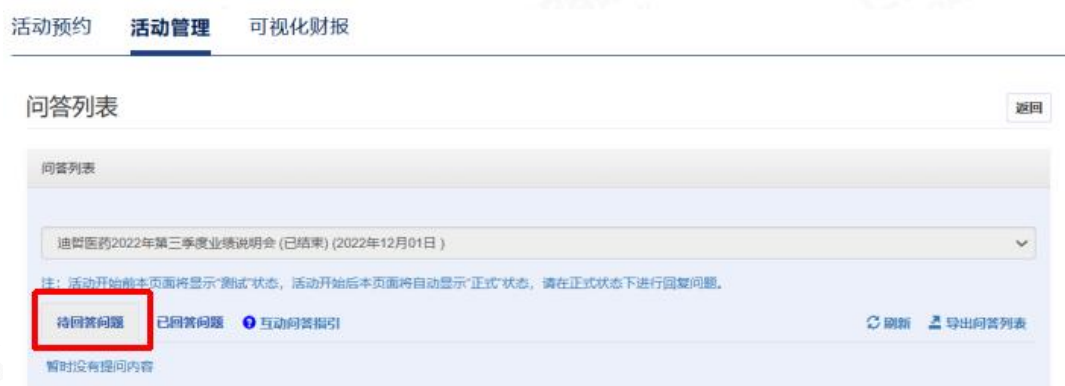 活动预约 活动管理 可视化财报
问答列表 返回
问答列表
迪哲医药2022年第三季度业绩说明会 (已结束) (2022年12月01日 )
注：活动开始前本页面将显示“测试”状态，活动开始后本页面将自动显示“正式”状态，请在正式状态下进行回复问题。
待回答问题 已回答问题 互动问答指引 刷新 导出问答列表
暂时没有提问内容